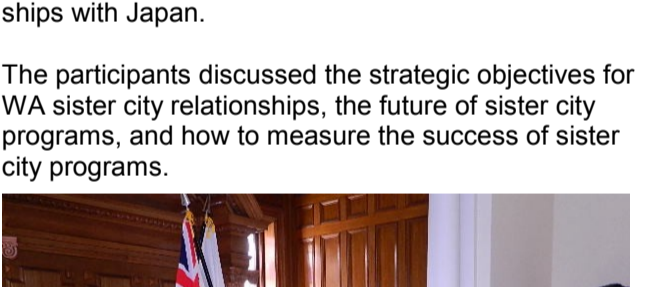 ships with Japan.
The participants discussed the strategic objectives for
WA sister city relationships, the future of sister city
programs, and how to measure the success of sister
city programs.